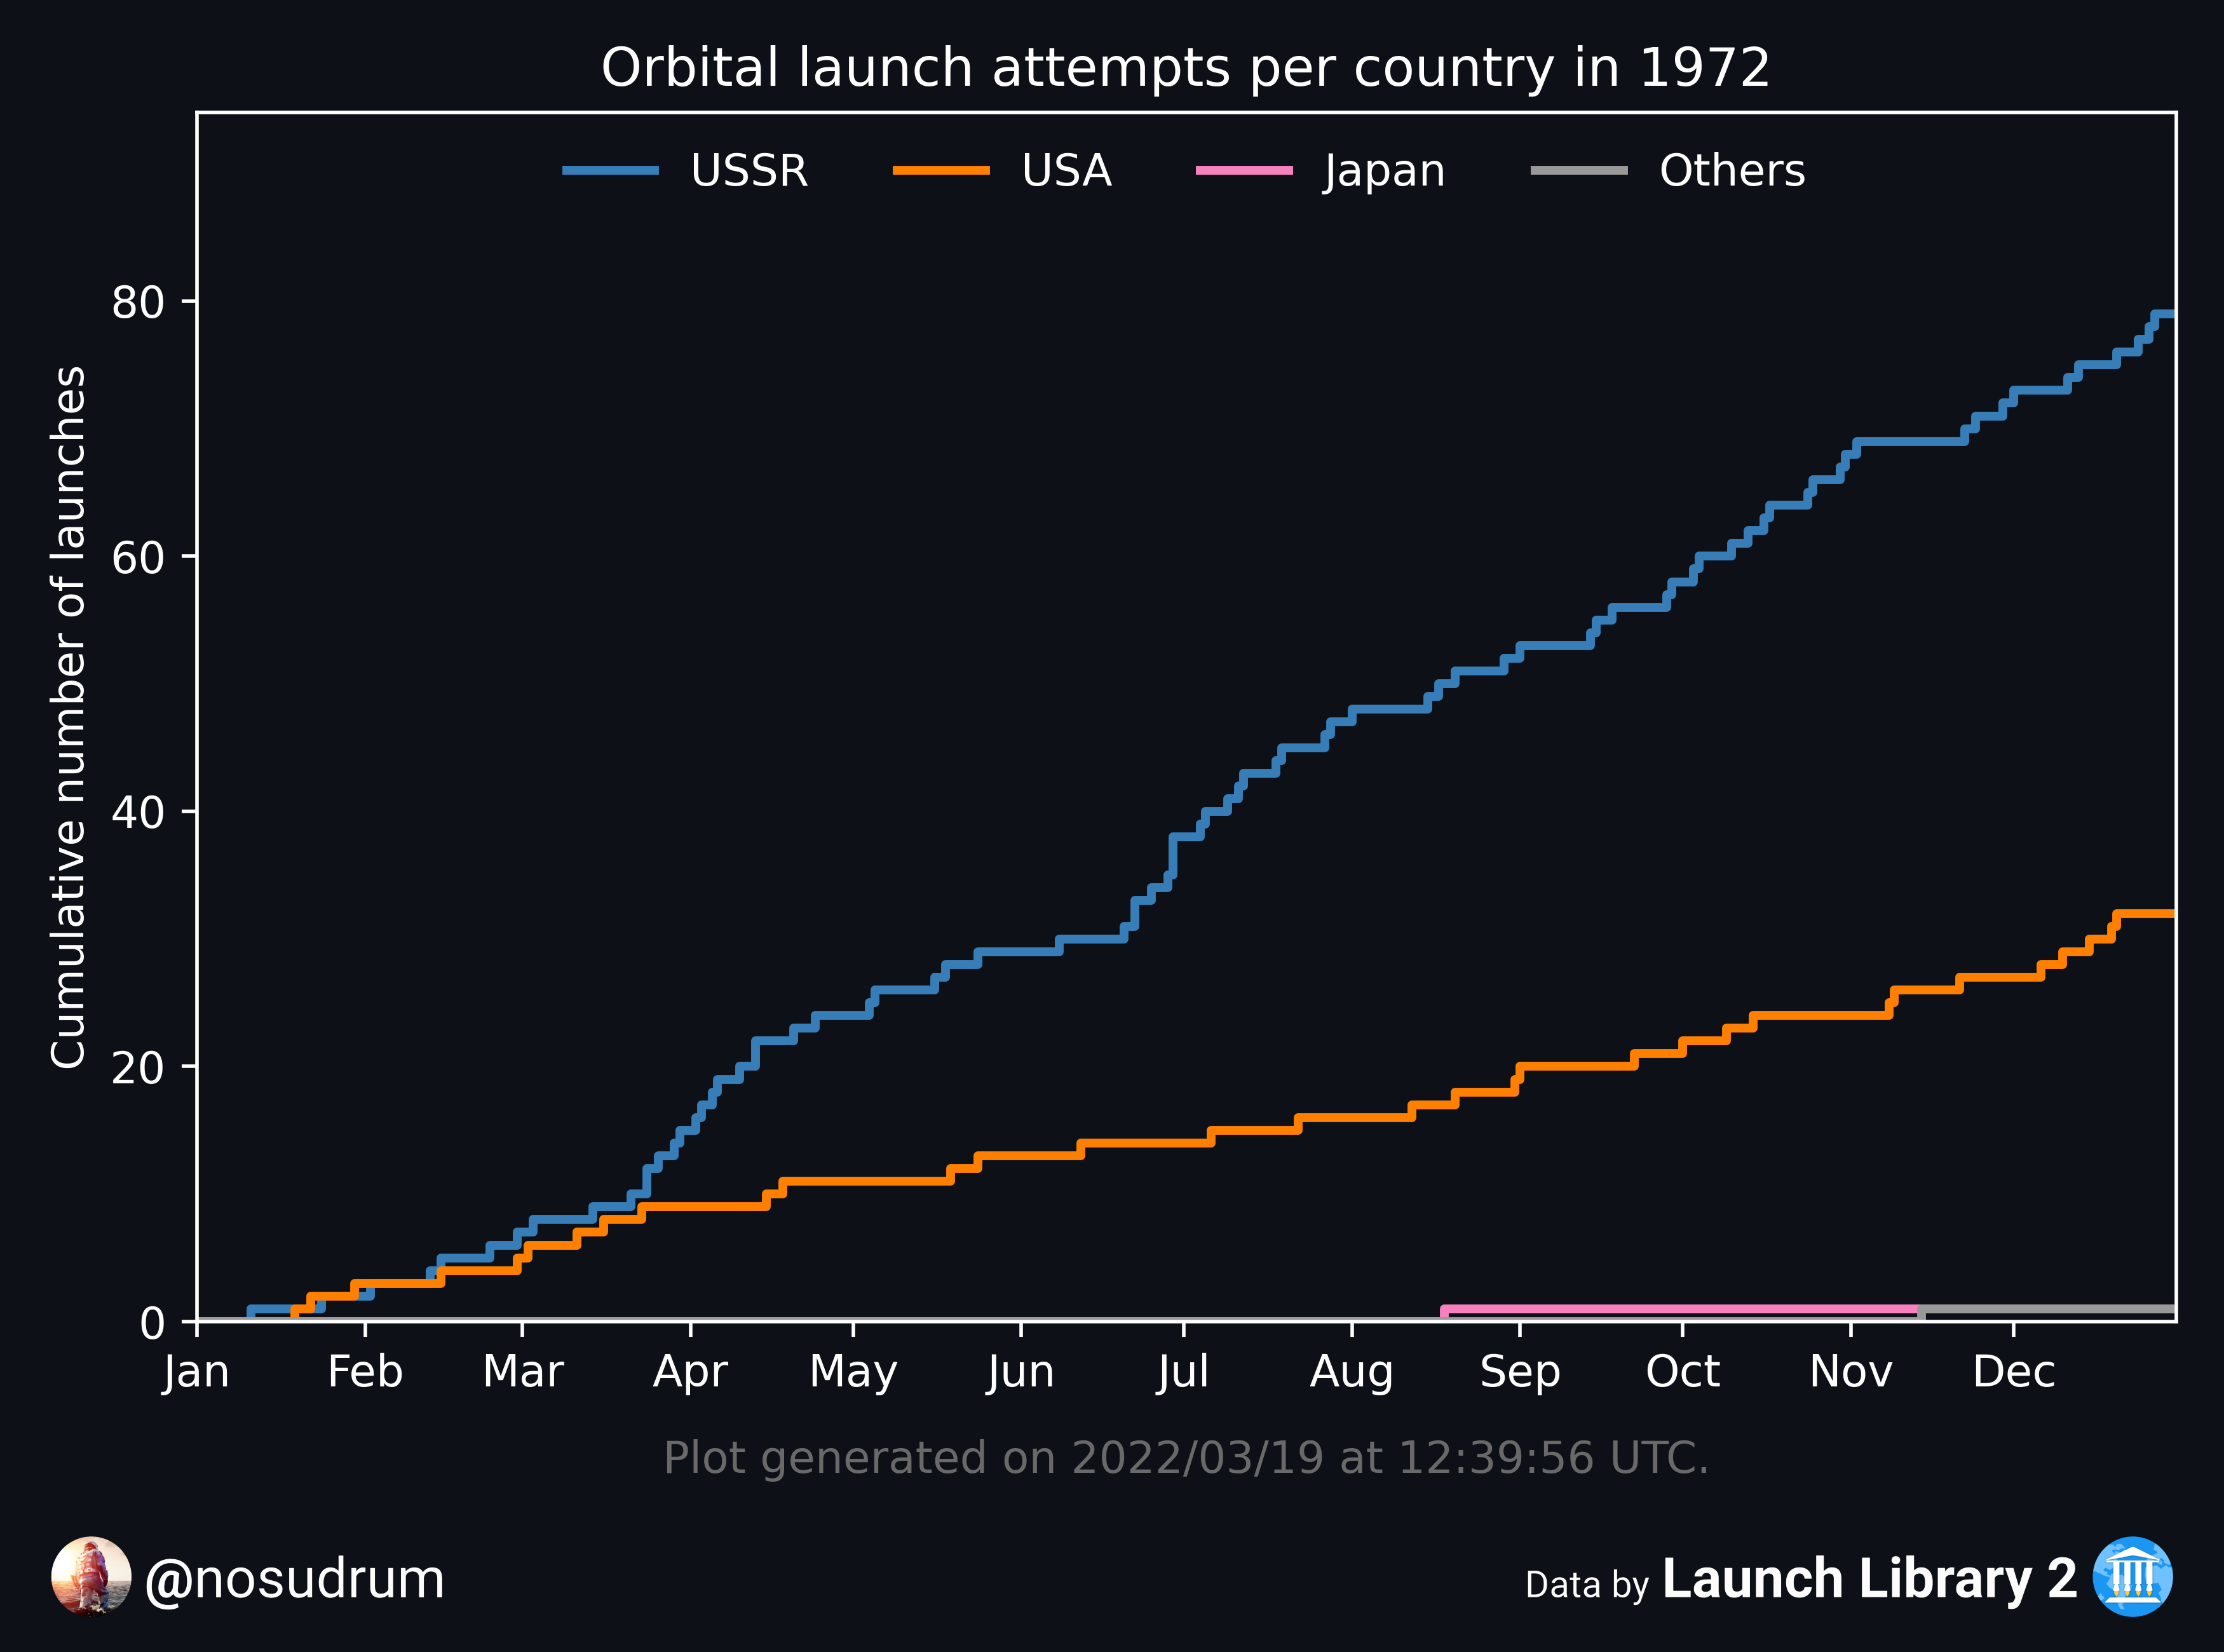 Orbital launch attempts per country in 1972
USSR USA Japan Others
Cumulative number of launches
80
60
40
20
0
Jan Feb Mar Apr May Jun Jul Aug Sep Oct Nov Dec
Plot generated on 2022/03/19 at 12:39:56 UTC.
@nosudrum
Data by Launch Library 2